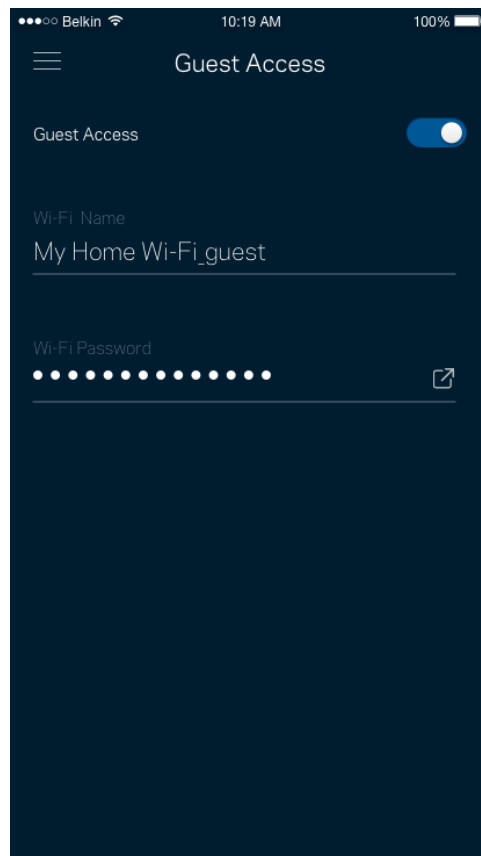 Belkin 10:19 AM 100%
Guest Access
Guest Access
Wi-Fi Name
My Home Wi-Fi_guest
Wi-Fi Password
••••••••••••••